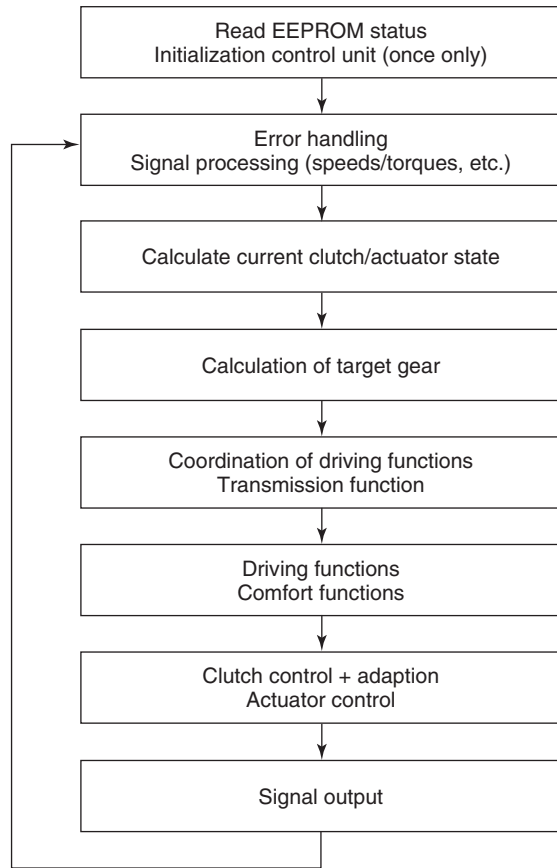 Read EEPROM status
Initialization control unit (once only)
Error handling
Signal processing (speeds/torques, etc.)
Calculate current clutch/actuator state
Calculation of target gear
Coordination of driving functions
Transmission function
Driving functions
Comfort functions
Clutch control + adaption
Actuator control
Signal output